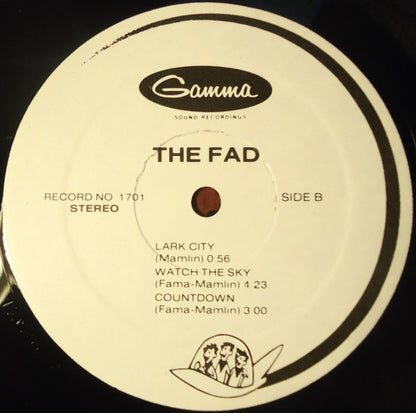 Gamma
SOUND RECORDINGS
THE FAD
RECORD NO 1701
STEREO
SIDE B
LARK CITY
(Mamlin) 0 56
WATCH THE SKY
(Fama-Mamlin) 4 23
COUNTDOWN
(Fama-Mamlin) 3 00